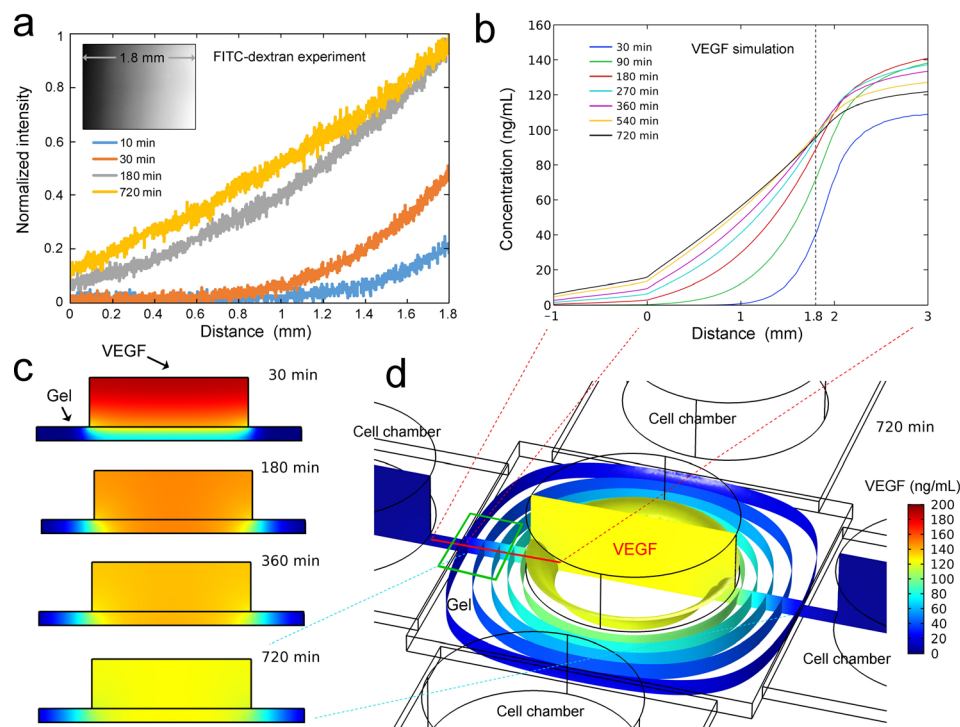 a
FITC-dextran experiment
1.8 mm
10 min
30 min
180 min
720 min
Normalized intensity
1
0.8
0.6
0.4
0.2
0
0.2
0.4
0.6
0.8
1
1.2
1.4
1.6
1.8
Distance (mm)
b
VEGF simulation
30 min
90 min
180 min
270 min
360 min
540 min
720 min
Concentration (ng/mL)
160
140
120
100
80
60
40
20
0
−1
0
1
1.8
2
3
Distance (mm)
c
VEGF
Gel
30 min
180 min
360 min
720 min
d
Cell chamber
720 min
Cell chamber
VEGF
Gel
Cell chamber
Cell chamber
VEGF (ng/mL)
200
180
160
140
120
100
80
60
40
20
0